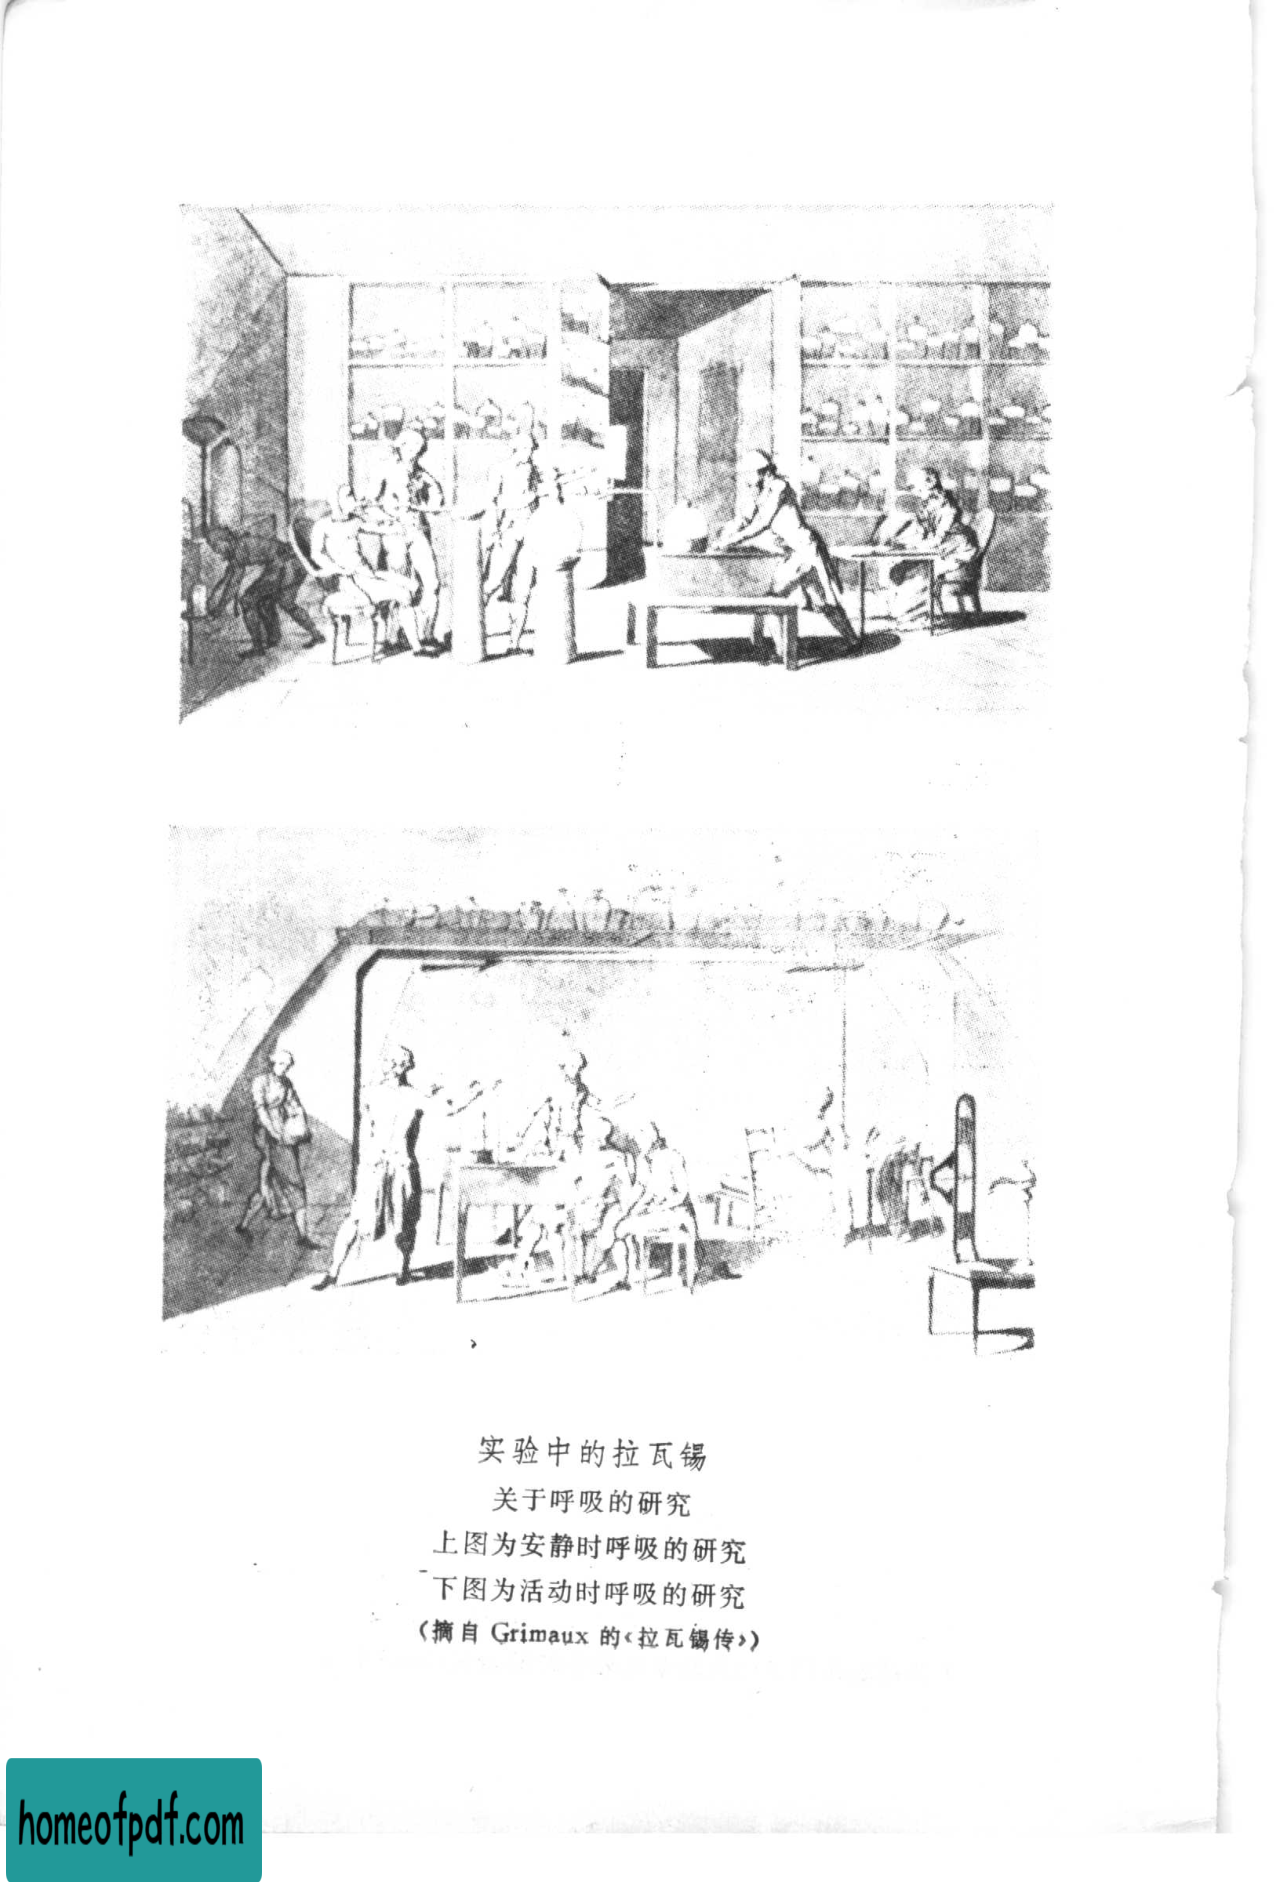 实验中的拉瓦锡
关于呼吸的研究
上图为安静时呼吸的研究
下图为活动时呼吸的研究
(摘自 Grimaux 的《拉瓦锡传》)
homeofpdf.com